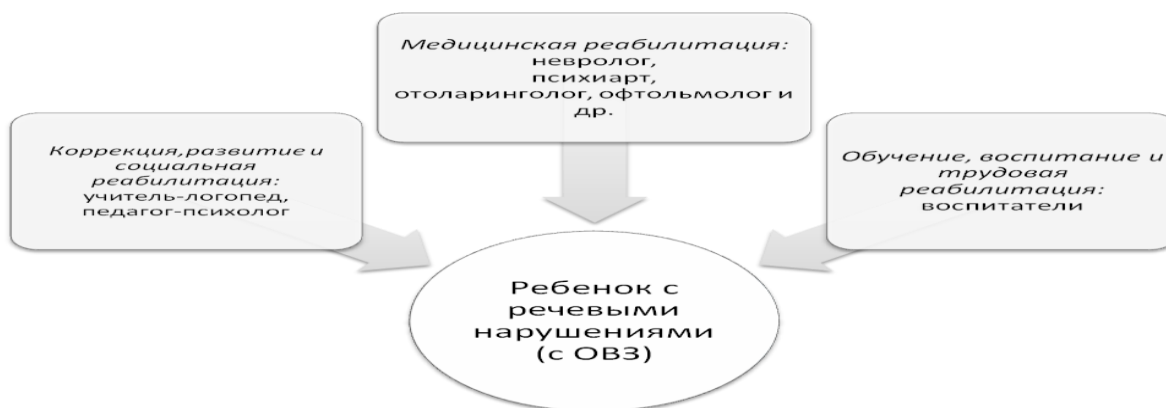 Медицинская реабилитация:
невролог,
психиарт,
отоларинголог, офтольмолог и
др.
Коррекция,развитие и
социальная
реабилитация:
учитель-логопед,
педагог-психолог
Обучение, воспитание и
трудовая
реабилитация:
воспитатели
Ребенок с
речевыми
нарушениями
(с ОВЗ)